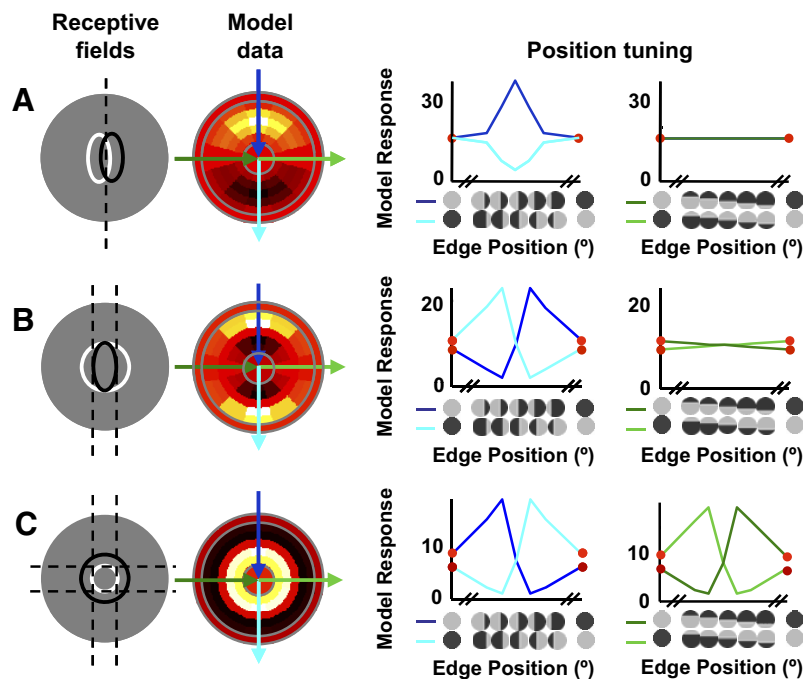 Receptive
fields
Model
data
Position tuning
A
Model Response
30
0
30
0
Edge Position (º)
Edge Position (º)
B
Model Response
20
0
20
0
Edge Position (º)
Edge Position (º)
C
Model Response
10
0
10
0
Edge Position (º)
Edge Position (º)